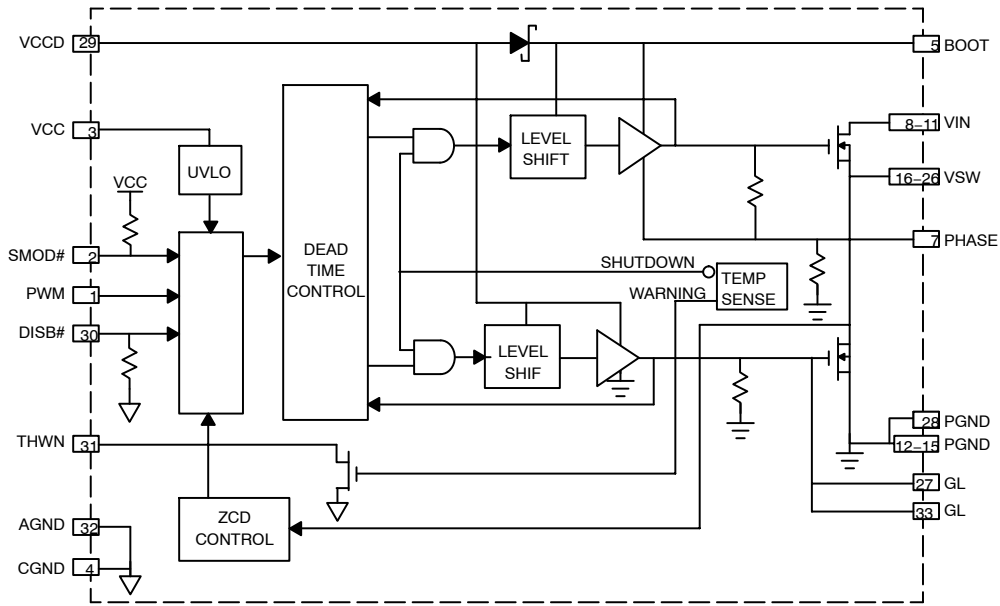 VCCD 29
5 BOOT
VCC 3
8–11 VIN
LEVEL
SHIFT
UVLO
VCC
16–26 VSW
DEAD
TIME
CONTROL
SMOD# 2
7 PHASE
SHUTDOWN
TEMP
SENSE
PWM 1
WARNING
DISB# 30
LEVEL
SHIF
28 PGND
THWN 31
12–15 PGND
27 GL
ZCD
CONTROL
33 GL
AGND 32
CGND 4